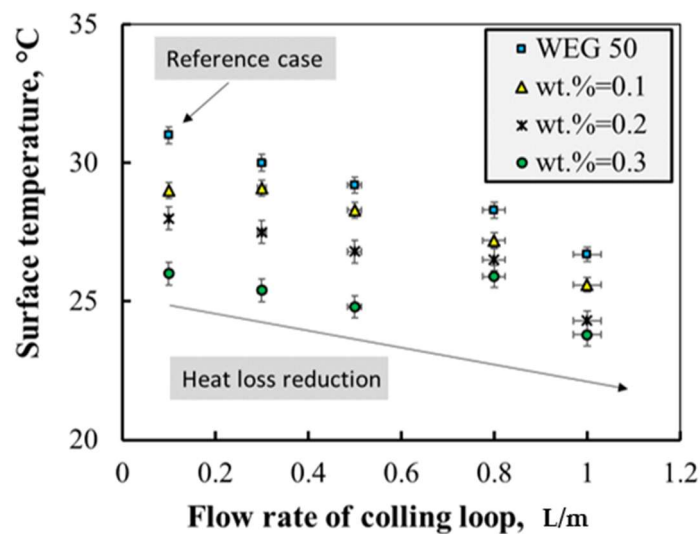 35
30
25
20
Surface temperature, °C
Reference case
WEG 50
wt.%=0.1
wt.%=0.2
wt.%=0.3
Heat loss reduction
0 0.2 0.4 0.6 0.8 1 1.2
Flow rate of colling loop, L/m